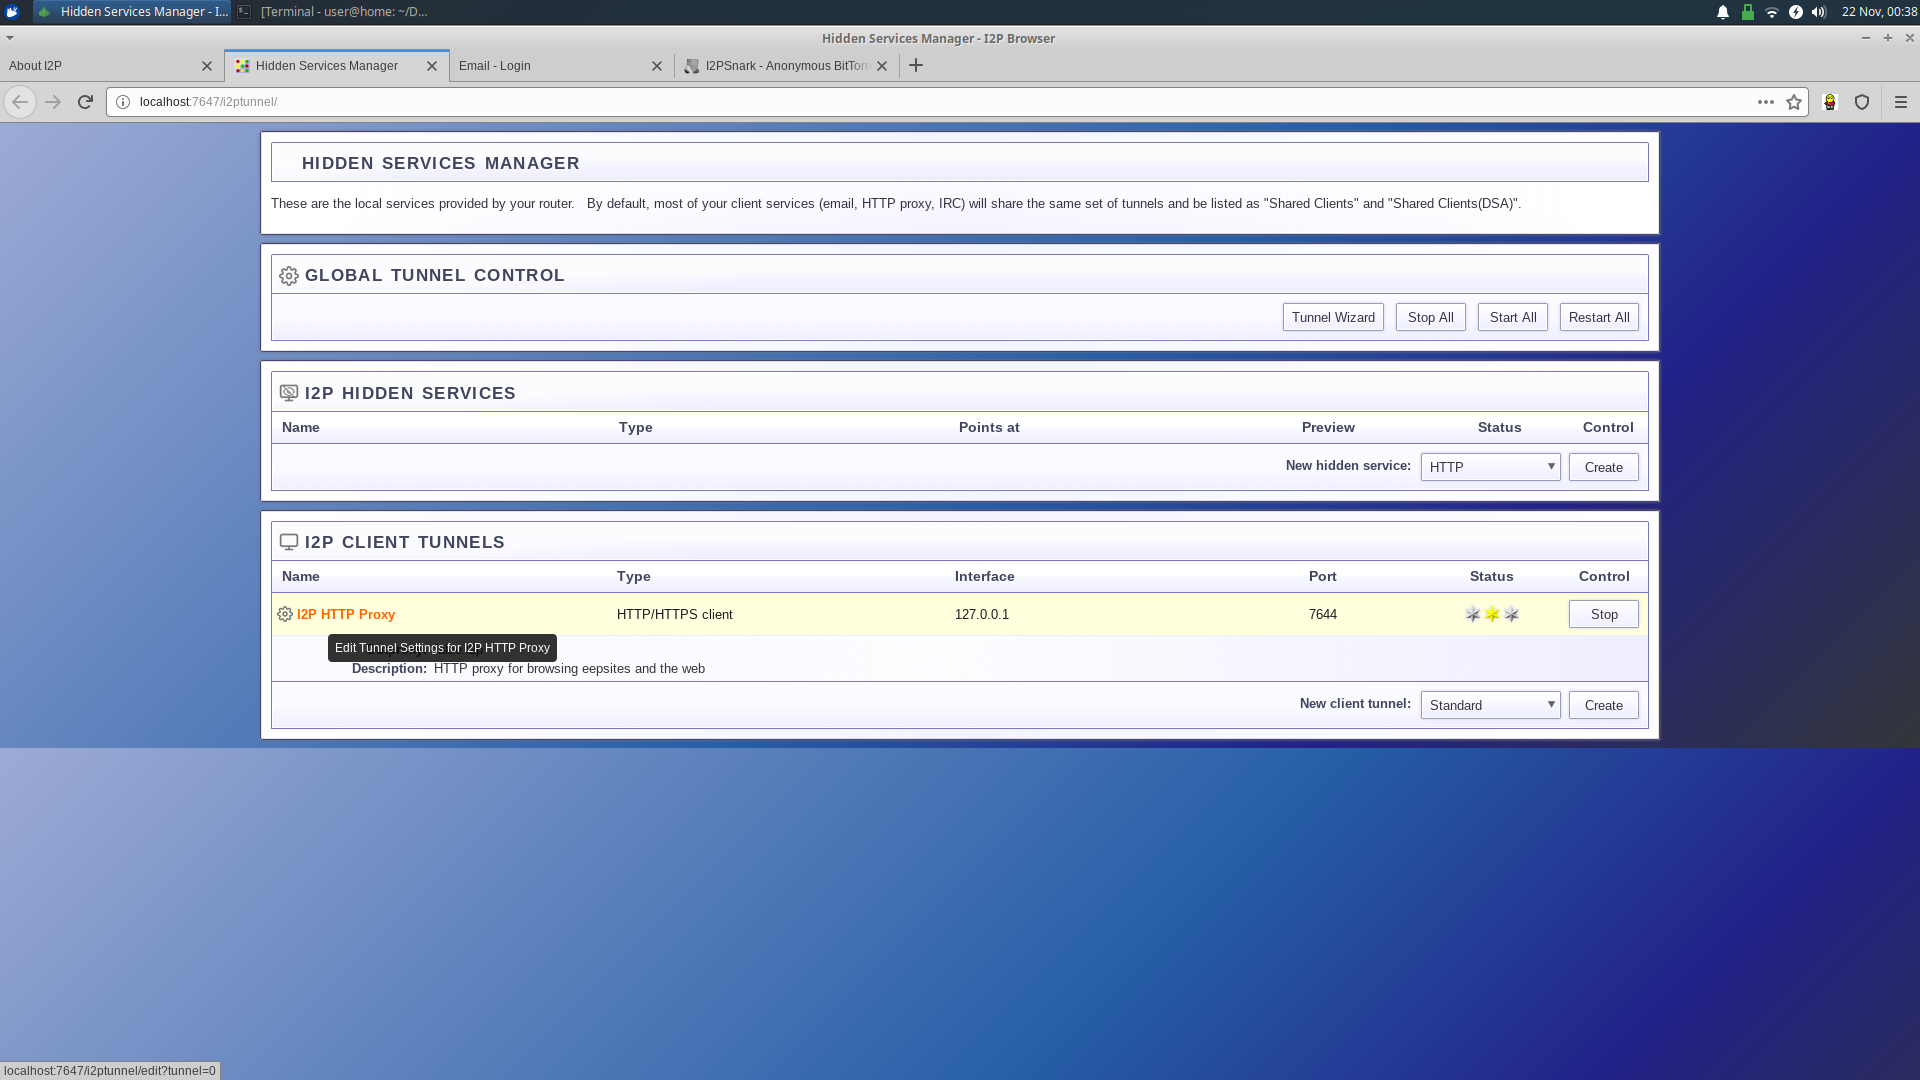 Hidden Services Manager - I...
[Terminal - user@home: ~/D...
22 Nov, 00:38
Hidden Services Manager - I2P Browser
About I2P
Hidden Services Manager
Email - Login
I2PSnark - Anonymous BitTorr
localhost:7647/i2ptunnel/
HIDDEN SERVICES MANAGER
These are the local services provided by your router. By default, most of your client services (email, HTTP proxy, IRC) will share the same set of tunnels and be listed as "Shared Clients" and "Shared Clients(DSA)".
GLOBAL TUNNEL CONTROL
Tunnel Wizard
Stop All
Start All
Restart All
I2P HIDDEN SERVICES
Name Type Points at Preview Status Control
New hidden service: HTTP Create
I2P CLIENT TUNNELS
Name Type Interface Port Status Control
I2P HTTP Proxy HTTP/HTTPS client 127.0.0.1 7644 Stop
Edit Tunnel Settings for I2P HTTP Proxy
Description: HTTP proxy for browsing eepsites and the web
New client tunnel: Standard Create
localhost:7647/i2ptunnel/edit?tunnel=0